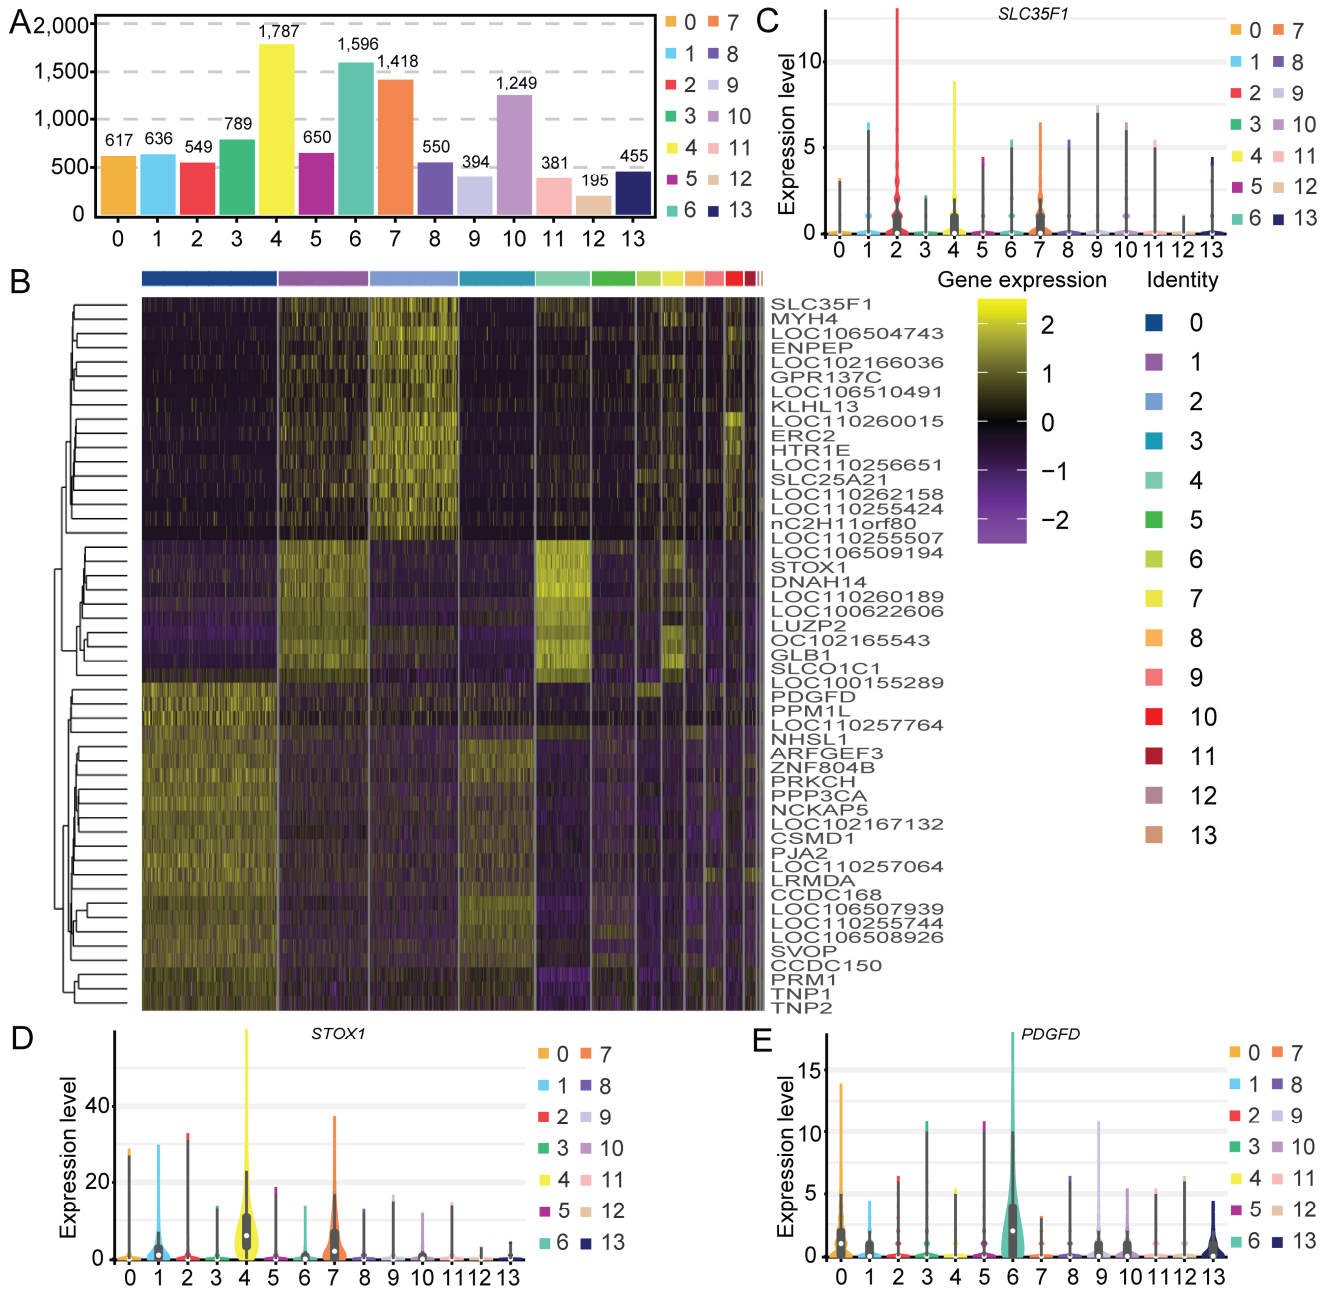 A
2,000
1,500
1,000
500
0
617
636
549
789
1,787
650
1,596
1,418
550
394
1,249
381
195
455
0 1 2 3 4 5 6 7 8 9 10 11 12 13
0 7
1 8
2 9
3 10
4 11
5 12
6 13
C
SLC35F1
Expression level
10
5
0
0 1 2 3 4 5 6 7 8 9 10 11 12 13
0 7
1 8
2 9
3 10
4 11
5 12
6 13
B
SLC35F1
MYH4
LOC106504743
ENPEP
LOC102166036
GPR137C
LOC106510491
KLHL13
LOC110260015
ERC2
HTR1E
LOC110256651
SLC25A21
LOC110262158
LOC110255424
nC2H11orf80
LOC110255507
LOC106509194
STOX1
DNAH14
LOC110260189
LOC100622606
LUZP2
OC102165543
GLB1
SLCO1C1
LOC100155289
PDGFD
PPM1L
LOC110257764
NHSL1
ARFGEF3
ZNF804B
PRKCH
PPP3CA
NCKAP5
LOC102167132
CSMD1
PJA2
LOC110257064
LRMDA
CCDC168
LOC106507939
LOC110255744
LOC106508926
SVOP
CCDC150
PRM1
TNP1
TNP2
Gene expression
2
1
0
−1
−2
Identity
0
1
2
3
4
5
6
7
8
9
10
11
12
13
D
STOX1
Expression level
40
20
0
0 1 2 3 4 5 6 7 8 9 10 11 12 13
0 7
1 8
2 9
3 10
4 11
5 12
6 13
E
PDGFD
Expression level
15
10
5
0
0 1 2 3 4 5 6 7 8 9 10 11 12 13
0 7
1 8
2 9
3 10
4 11
5 12
6 13